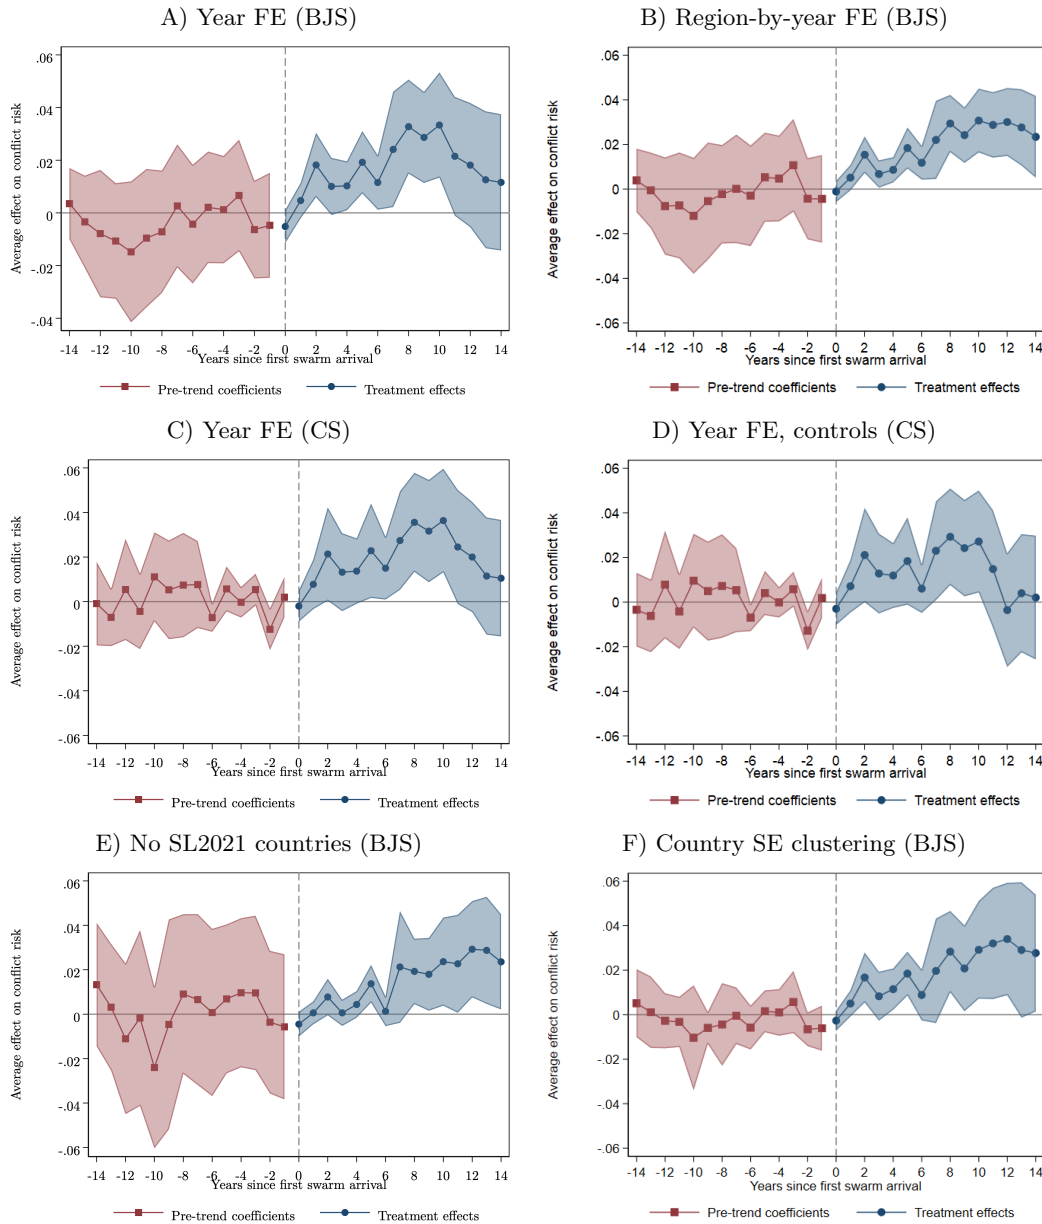 A) Year FE (BJS)
B) Region-by-year FE (BJS)
Average effect on conflict risk
.06
.04
.02
0
-.02
-.04
-14 -12 -10 -8 -6 -4 -2 0 2 4 6 8 10 12 14
Years since first swarm arrival
Pre-trend coefficients
Treatment effects
Average effect on conflict risk
.06
.04
.02
0
-.02
-.04
-.06
-14 -12 -10 -8 -6 -4 -2 0 2 4 6 8 10 12 14
Years since first swarm arrival
Pre-trend coefficients
Treatment effects
C) Year FE (CS)
D) Year FE, controls (CS)
Average effect on conflict risk
.06
.04
.02
0
-.02
-.04
-.06
-14 -12 -10 -8 -6 -4 -2 0 2 4 6 8 10 12 14
Years since first swarm arrival
Pre-trend coefficients
Treatment effects
Average effect on conflict risk
.06
.04
.02
0
-.02
-.04
-.06
-14 -12 -10 -8 -6 -4 -2 0 2 4 6 8 10 12 14
Years since first swarm arrival
Pre-trend coefficients
Treatment effects
E) No SL2021 countries (BJS)
F) Country SE clustering (BJS)
Average effect on conflict risk
.06
.04
.02
0
-.02
-.04
-.06
-14 -12 -10 -8 -6 -4 -2 0 2 4 6 8 10 12 14
Years since first swarm arrival
Pre-trend coefficients
Treatment effects
Average effect on conflict risk
.06
.04
.02
0
-.02
-.04
-.06
-14 -12 -10 -8 -6 -4 -2 0 2 4 6 8 10 12 14
Years since first swarm arrival
Pre-trend coefficients
Treatment effects